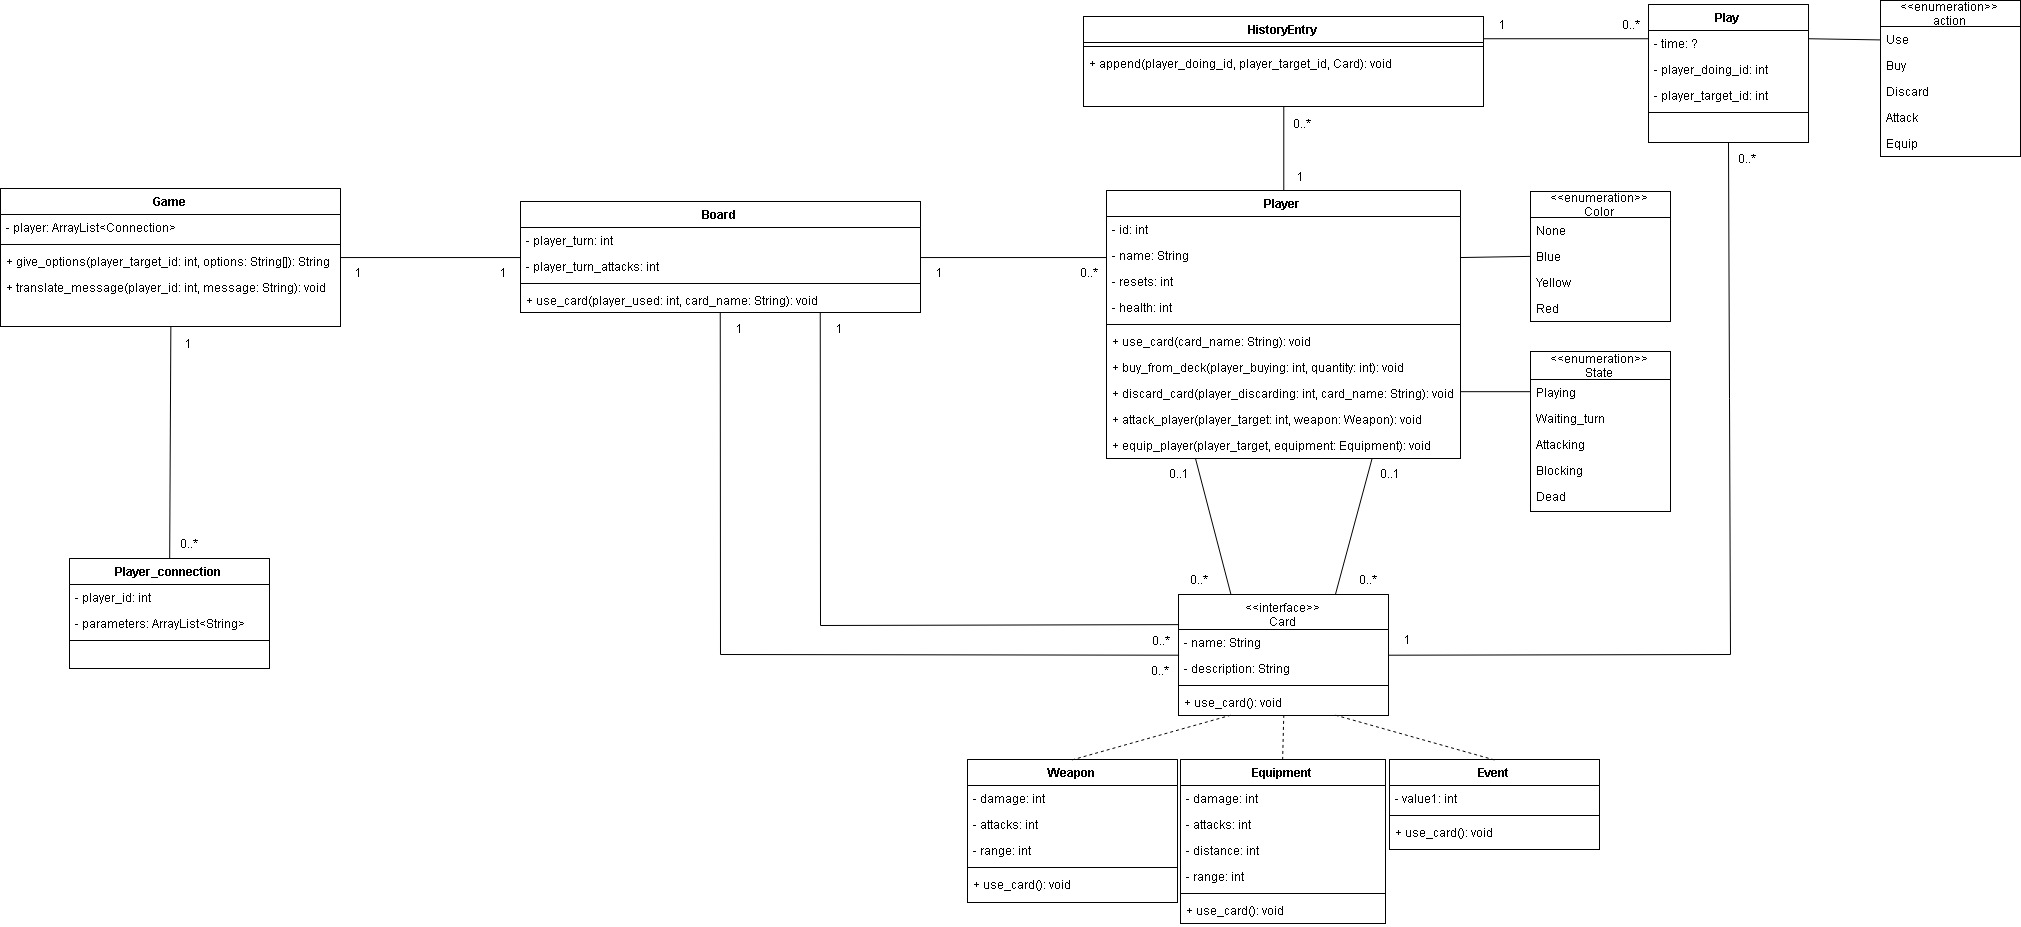 HistoryEntry
+ append(player_doing_id, player_target_id, Card): void
1
0..*
Play
- time: ?
- player_doing_id: int
- player_target_id: int
<<enumeration>>
action
Use
Buy
Discard
Attack
Equip
0..*
1
0..*
Game
- player: ArrayList<Connection>
+ give_options(player_target_id: int, options: String[]): String
+ translate_message(player_id: int, message: String): void
1
1
Board
- player_turn: int
- player_turn_attacks: int
+ use_card(player_used: int, card_name: String): void
1
0..*
Player
- id: int
- name: String
- resets: int
- health: int
+ use_card(card_name: String): void
+ buy_from_deck(player_buying: int, quantity: int): void
+ discard_card(player_discarding: int, card_name: String): void
+ attack_player(player_target: int, weapon: Weapon): void
+ equip_player(player_target, equipment: Equipment): void
<<enumeration>>
Color
None
Blue
Yellow
Red
<<enumeration>>
State
Playing
Waiting_turn
Attacking
Blocking
Dead
1
1
1
0..1
0..1
0..*
Player_connection
- player_id: int
- parameters: ArrayList<String>
0..*
0..*
0..*
0..*
<<interface>>
Card
- name: String
- description: String
+ use_card(): void
1
Weapon
- damage: int
- attacks: int
- range: int
+ use_card(): void
Equipment
- damage: int
- attacks: int
- distance: int
- range: int
+ use_card(): void
Event
- value1: int
+ use_card(): void